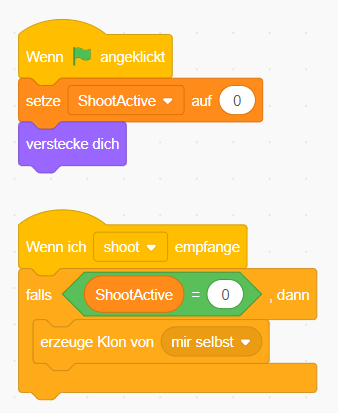 Wenn angeklickt
setze ShootActive auf 0
verstecke dich
Wenn ich shoot empfange
falls ShootActive = 0 , dann
erzeuge Klon von mir selbst